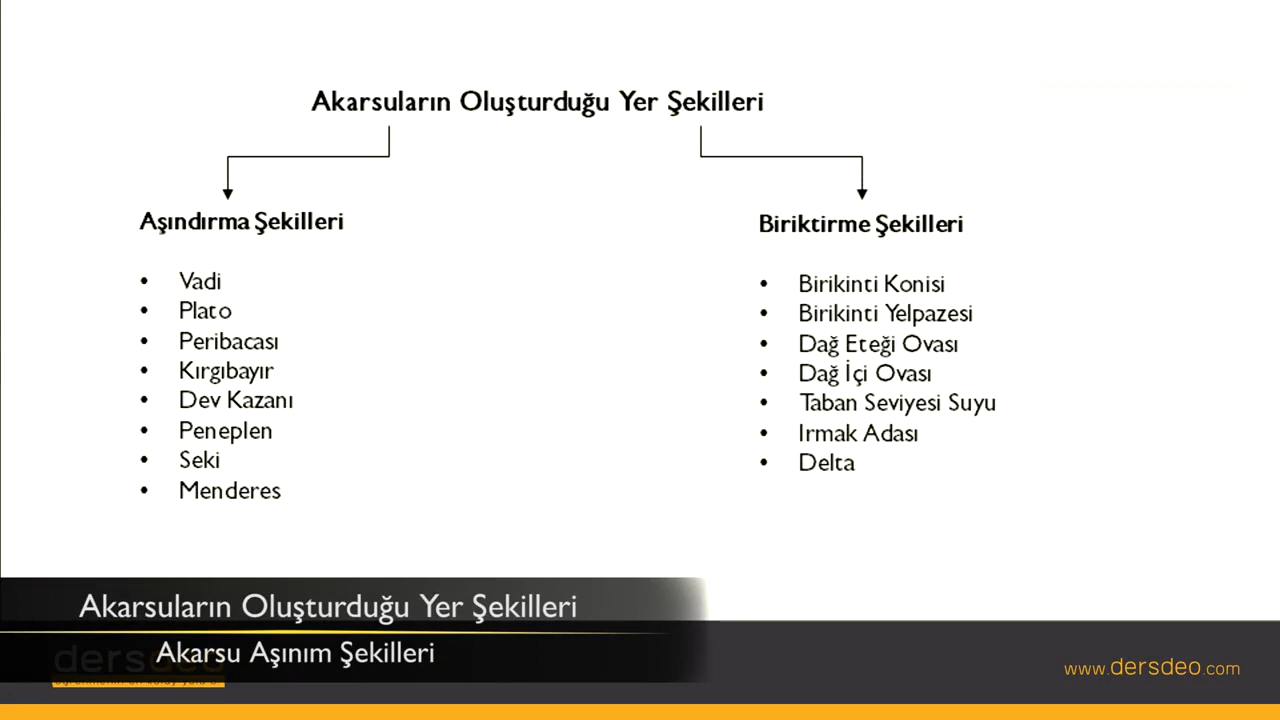 Akarsuların Oluşturduğu Yer Şekilleri
Aşındırma Şekilleri
• Vadi
• Plato
• Peribacası
• Kırgıbayır
• Dev Kazanı
• Peneplen
• Seki
• Menderes
Biriktirme Şekilleri
• Birikinti Konisi
• Birikinti Yelpazesi
• Dağ Eteği Ovası
• Dağ İçi Ovası
• Taban Seviyesi Suyu
• Irmak Adası
• Delta
Akarsuların Oluşturduğu Yer Şekilleri
Akarsu Aşınım Şekilleri
dersdeo
www.dersdeo.com